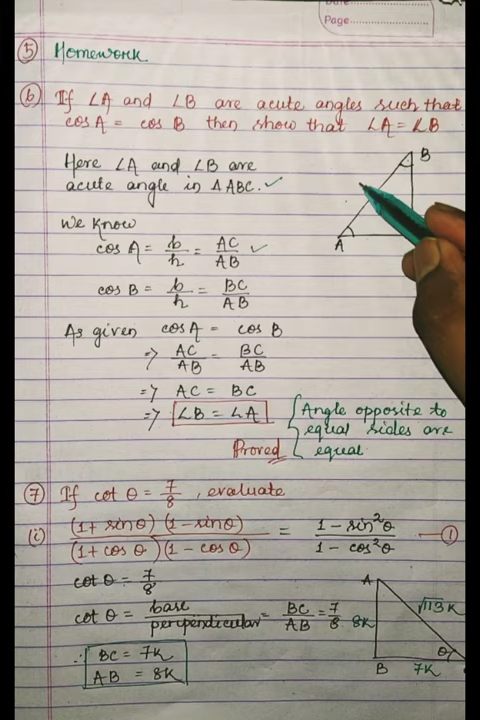 Date
Page
5 Homework
6 If ∠A and ∠B are acute angles such that
cos A = cos B then show that ∠A = ∠B
Here ∠A and ∠B are
acute angle in ΔABC. ✓
B
A
We know
cos A = b/h = AC/AB ✓
cos B = b/h = BC/AB
As given cos A = cos B
=> AC/AB = BC/AB
=> AC = BC
=> ∠B = ∠A { Angle opposite to
equal sides are
equal
Proved
7 If cot θ = 7/8, evaluate
(i) (1+ sinθ) (1- sinθ) / (1+ cos θ) (1- cos θ) = 1- sin²θ / 1- cos²θ — 1
cot θ = 7/8
cot θ = base/perpendicular = BC/AB = 7/8
∴ BC = 7K
AB = 8K
A
√113 K
8K
θ
B
7K